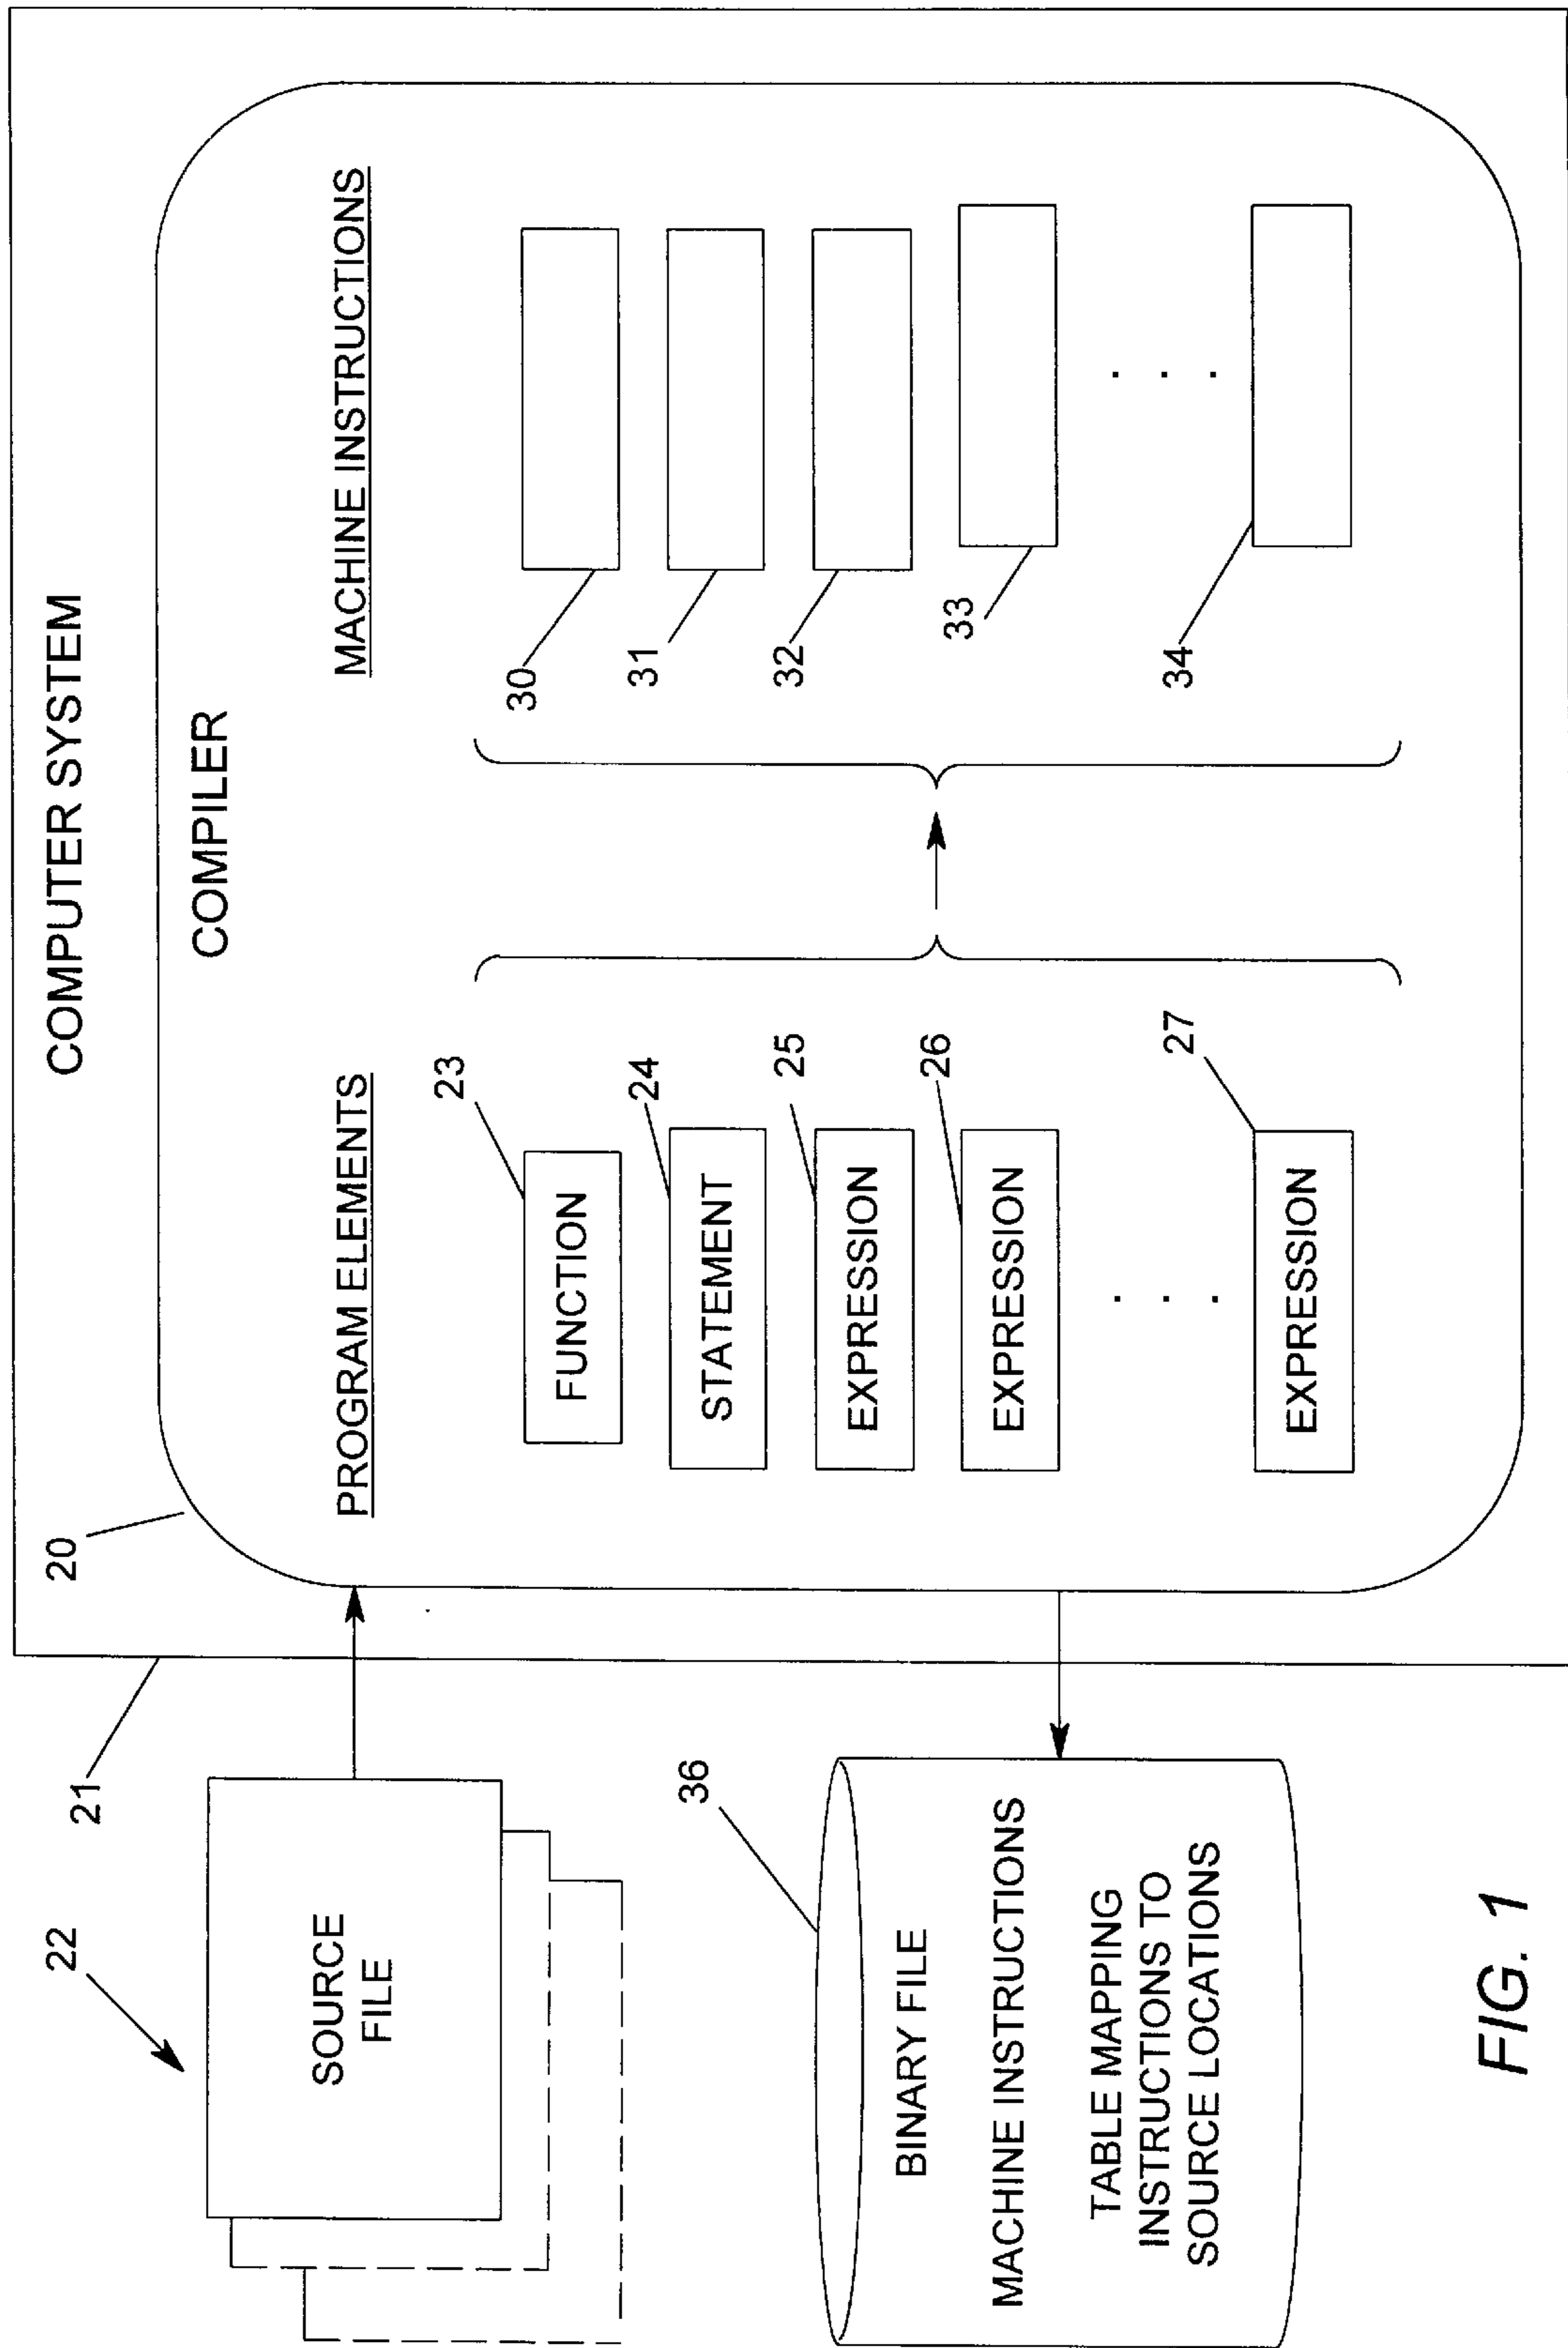 COMPUTER SYSTEM
21
20
COMPILER
22
SOURCE
FILE
PROGRAM ELEMENTS
MACHINE INSTRUCTIONS
23
FUNCTION
30
24
STATEMENT
31
25
EXPRESSION
32
26
EXPRESSION
33
. . .
. . .
27
EXPRESSION
34
36
BINARY FILE
MACHINE INSTRUCTIONS
TABLE MAPPING
INSTRUCTIONS TO
SOURCE LOCATIONS
FIG. 1